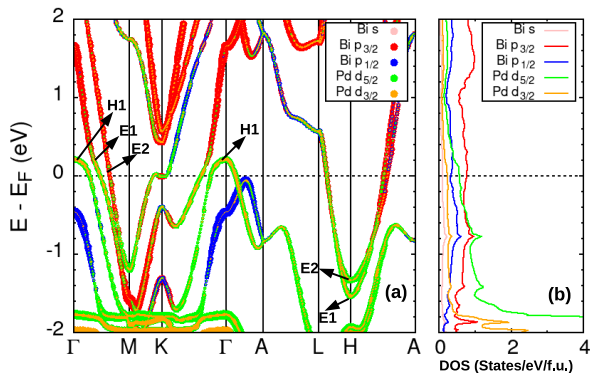 E - E_F (eV)
2
1
0
-1
-2
Γ M K Γ A L H A
Bi s
Bi p3/2
Bi p1/2
Pd d5/2
Pd d3/2
H1
E1
E2
H1
E2
E1
(a)
Bi s
Bi p3/2
Bi p1/2
Pd d5/2
Pd d3/2
(b)
0 2 4
DOS (States/eV/f.u.)